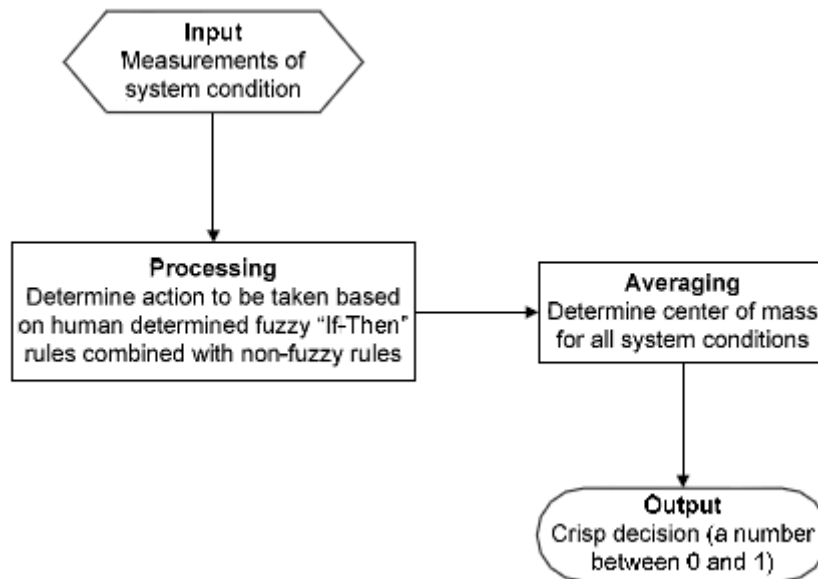 Input
Measurements of
system condition
Processing
Determine action to be taken based
on human determined fuzzy “If-Then”
rules combined with non-fuzzy rules
Averaging
Determine center of mass
for all system conditions
Output
Crisp decision (a number
between 0 and 1)